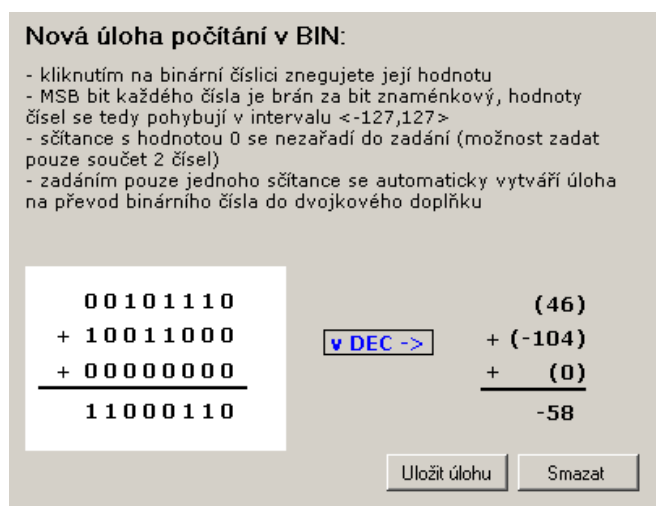 Nová úloha počítání v BIN:
- kliknutím na binární číslici znegujete její hodnotu
- MSB bit každého čísla je brán za bit znaménkový, hodnoty
čísel se tedy pohybují v intervalu <-127,127>
- sčítance s hodnotou 0 se nezařadí do zadání (možnost zadat
pouze součet 2 čísel)
- zadáním pouze jednoho sčítance se automaticky vytváří úloha
na převod binárního čísla do dvojkového doplňku
00101110 (46)
+ 10011000 v DEC -> + (-104)
+ 00000000 + (0)
11000110 -58
Uložit úlohu Smazat